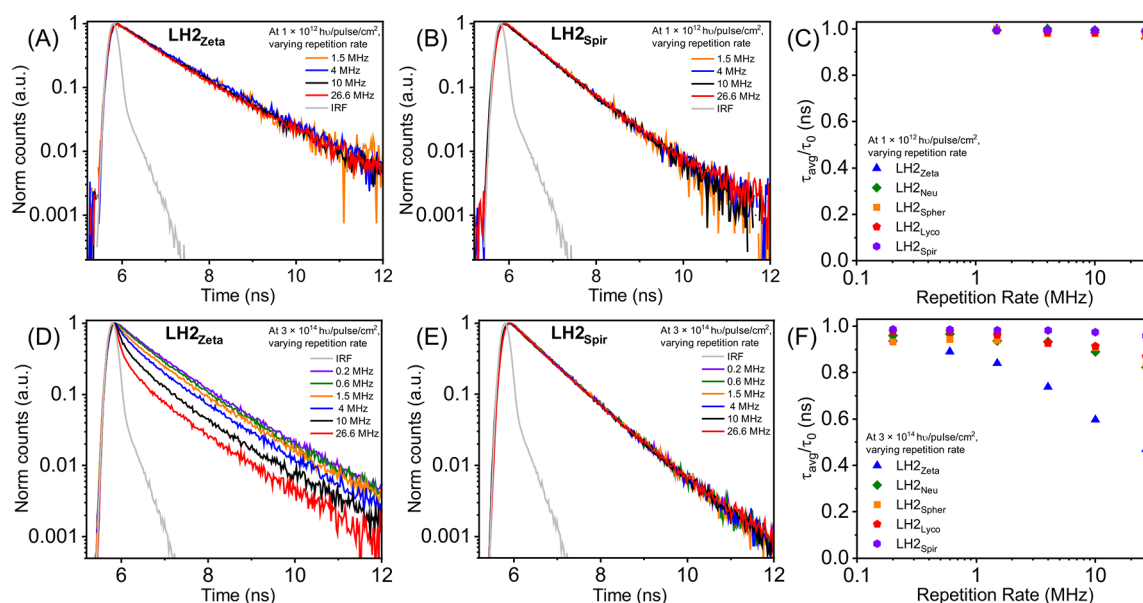 (A)
LH2Zeta
At 1 × 10¹² hυ/pulse/cm²,
varying repetition rate
1.5 MHz
4 MHz
10 MHz
26.6 MHz
IRF
1
0.1
0.01
0.001
Norm counts (a.u.)
6 8 10 12
Time (ns)
(B)
LH2Spir
At 1 × 10¹² hυ/pulse/cm²,
varying repetition rate
1.5 MHz
4 MHz
10 MHz
26.6 MHz
IRF
1
0.1
0.01
0.001
Norm counts (a.u.)
6 8 10 12
Time (ns)
(C)
1.0
0.8
0.6
0.4
0.2
0.0
τavg/τ0 (ns)
At 1 × 10¹² hυ/pulse/cm²,
varying repetition rate
LH2Zeta
LH2Neu
LH2Spher
LH2Lyco
LH2Spir
0.1 1 10
Repetition Rate (MHz)
(D)
LH2Zeta
At 3 × 10¹⁴ hυ/pulse/cm²,
varying repetition rate
IRF
0.2 MHz
0.6 MHz
1.5 MHz
4 MHz
10 MHz
26.6 MHz
1
0.1
0.01
0.001
Norm counts (a.u.)
6 8 10 12
Time (ns)
(E)
LH2Spir
At 3 × 10¹⁴ hυ/pulse/cm²,
varying repetition rate
IRF
0.2 MHz
0.6 MHz
1.5 MHz
4 MHz
10 MHz
26.6 MHz
1
0.1
0.01
0.001
Norm counts (a.u.)
6 8 10 12
Time (ns)
(F)
1.0
0.8
0.6
0.4
0.2
0.0
τavg/τ0 (ns)
At 3 × 10¹⁴ hυ/pulse/cm²,
varying repetition rate
LH2Zeta
LH2Neu
LH2Spher
LH2Lyco
LH2Spir
0.1 1 10
Repetition Rate (MHz)